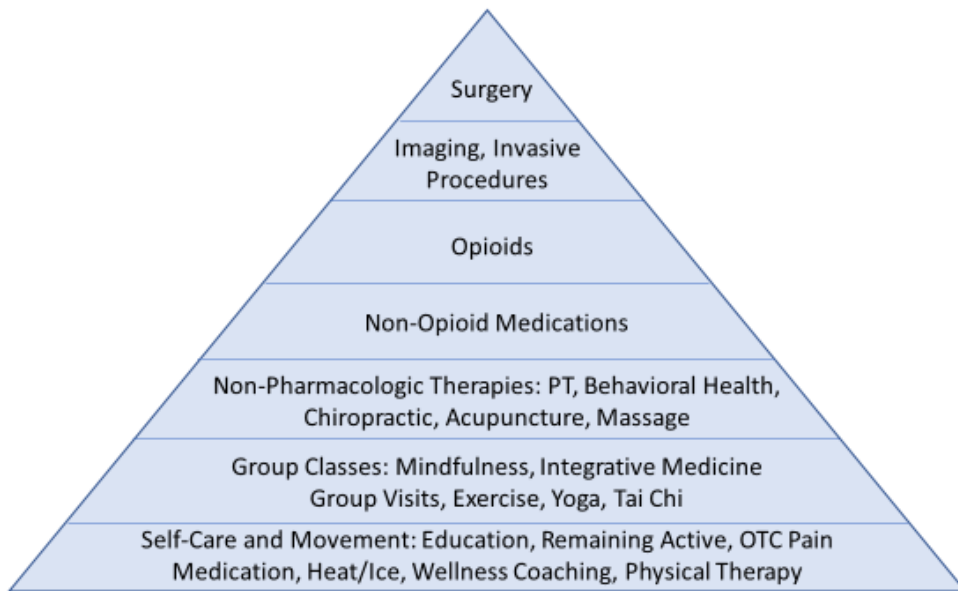 Surgery
Imaging, Invasive
Procedures
Opioids
Non-Opioid Medications
Non-Pharmacologic Therapies: PT, Behavioral Health,
Chiropractic, Acupuncture, Massage
Group Classes: Mindfulness, Integrative Medicine
Group Visits, Exercise, Yoga, Tai Chi
Self-Care and Movement: Education, Remaining Active, OTC Pain
Medication, Heat/Ice, Wellness Coaching, Physical Therapy